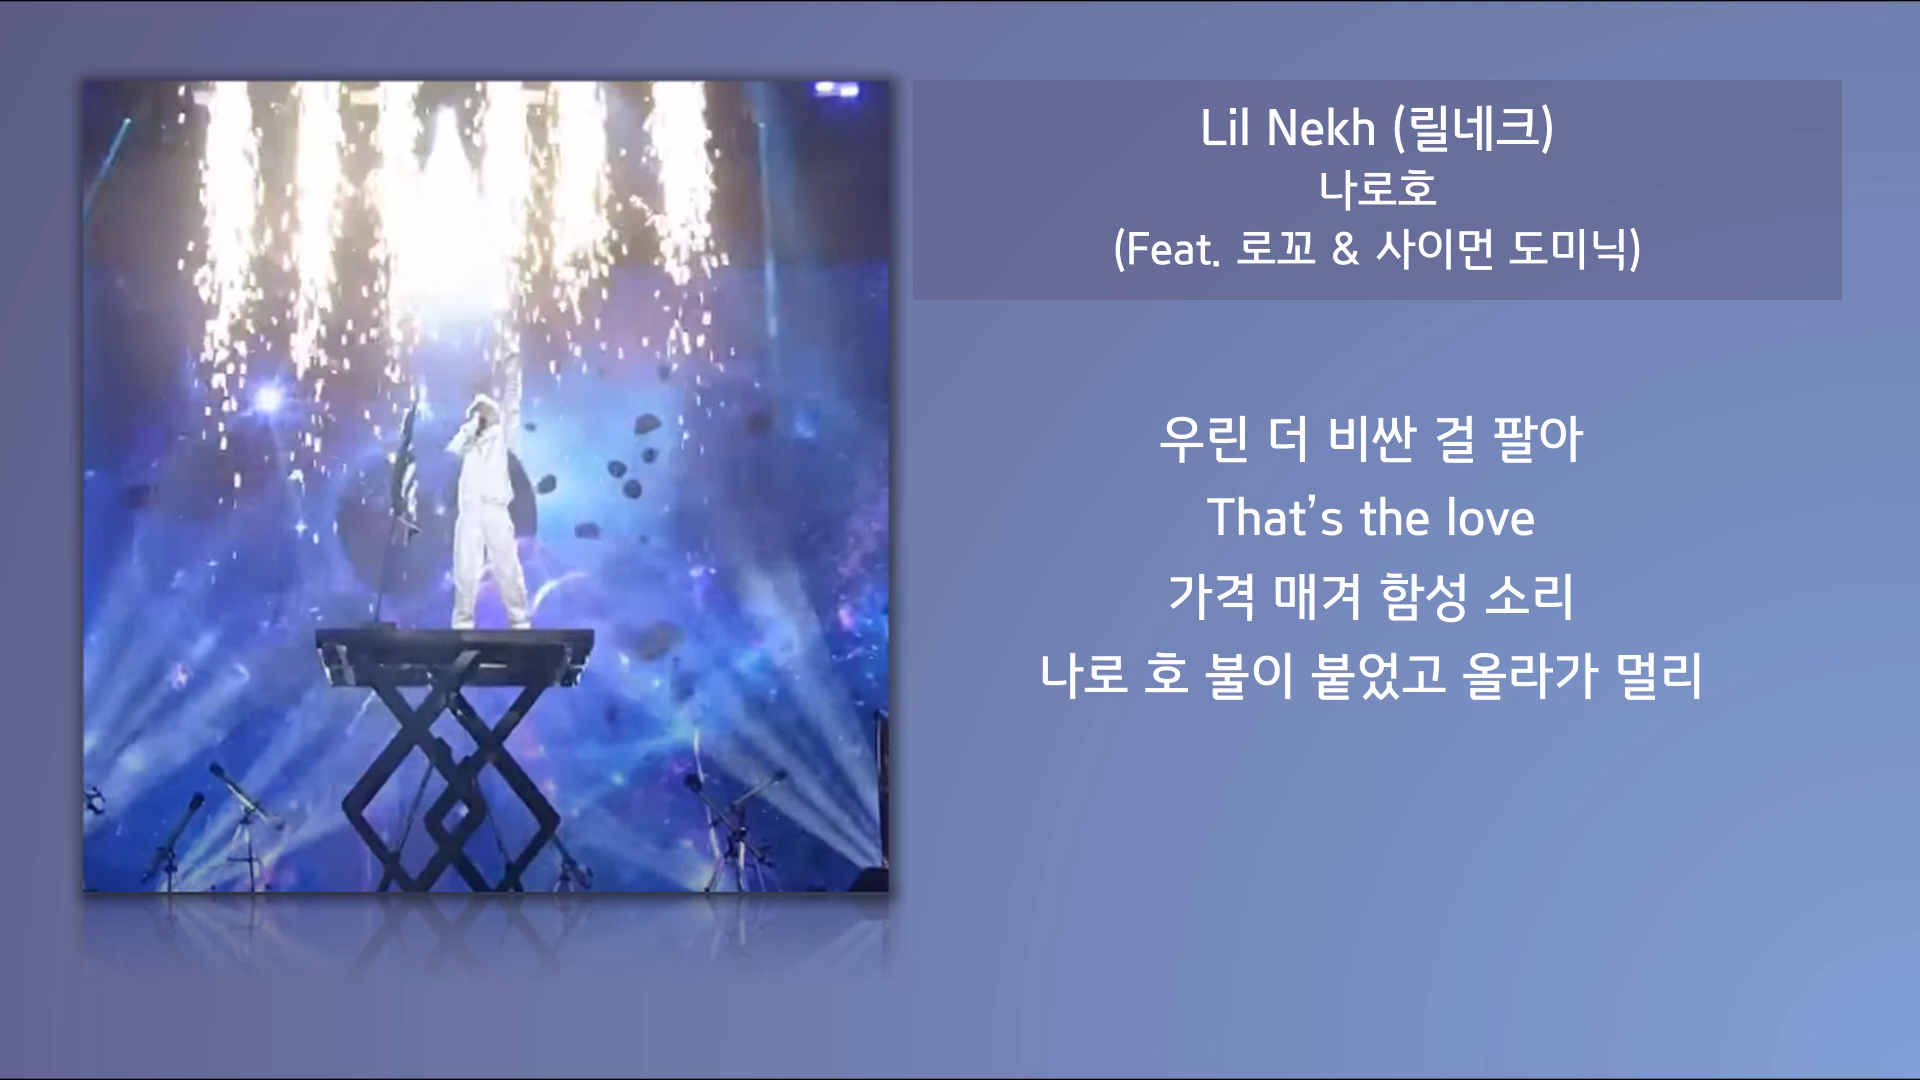 Lil Nekh (릴네크)
나로호
(Feat. 로꼬 & 사이먼 도미닉)
우린 더 비싼 걸 팔아
That’s the love
가격 매겨 함성 소리
나로 호 불이 붙었고 올라가 멀리